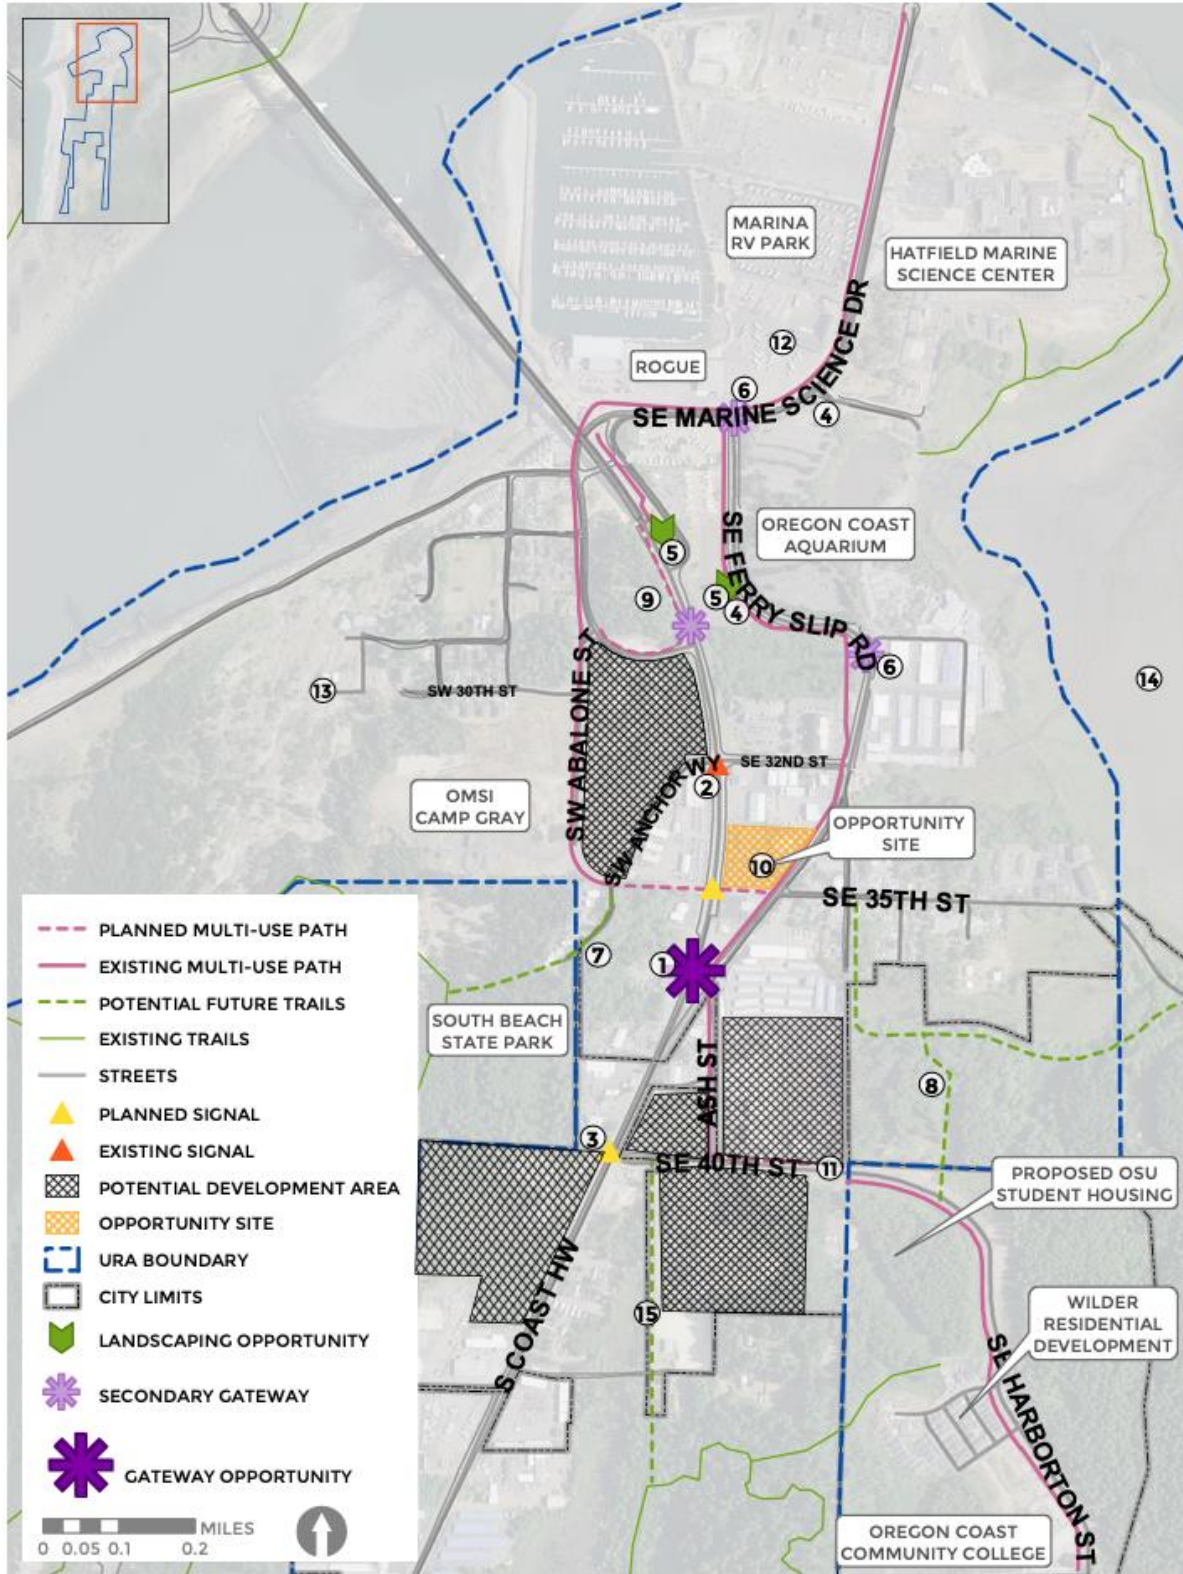 MARINA
RV PARK
HATFIELD MARINE
SCIENCE CENTER
12
ROGUE
6
SE MARINE SCIENCE DR
4
SE FERRY SLIP RD
OREGON COAST
AQUARIUM
5
9
5
4
6
14
13
SW 30TH ST
SW ABALONE ST
SW ANCHOR WY
2
SE 32ND ST
OMSI
CAMP GRAY
OPPORTUNITY
SITE
10
SE 35TH ST
7
1
SOUTH BEACH
STATE PARK
ASH ST
8
3
SE 40TH ST
11
PROPOSED OSU
STUDENT HOUSING
S COAST HW
15
WILDER
RESIDENTIAL
DEVELOPMENT
SE HARBORTON ST
OREGON COAST
COMMUNITY COLLEGE
PLANNED MULTI-USE PATH
EXISTING MULTI-USE PATH
POTENTIAL FUTURE TRAILS
EXISTING TRAILS
STREETS
PLANNED SIGNAL
EXISTING SIGNAL
POTENTIAL DEVELOPMENT AREA
OPPORTUNITY SITE
URA BOUNDARY
CITY LIMITS
LANDSCAPING OPPORTUNITY
SECONDARY GATEWAY
GATEWAY OPPORTUNITY
MILES
0 0.05 0.1 0.2